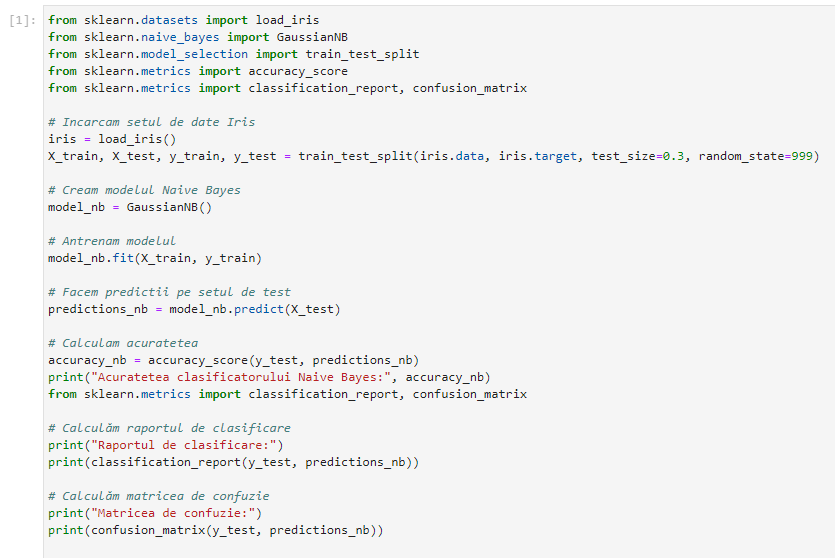 [1]: from sklearn.datasets import load_iris
from sklearn.naive_bayes import GaussianNB
from sklearn.model_selection import train_test_split
from sklearn.metrics import accuracy_score
from sklearn.metrics import classification_report, confusion_matrix
# Incarcam setul de date Iris
iris = load_iris()
X_train, X_test, y_train, y_test = train_test_split(iris.data, iris.target, test_size=0.3, random_state=999)
# Cream modelul Naive Bayes
model_nb = GaussianNB()
# Antrenam modelul
model_nb.fit(X_train, y_train)
# Facem predictii pe setul de test
predictions_nb = model_nb.predict(X_test)
# Calculam acuratetea
accuracy_nb = accuracy_score(y_test, predictions_nb)
print("Acuratetea clasificatorului Naive Bayes:", accuracy_nb)
from sklearn.metrics import classification_report, confusion_matrix
# Calculăm raportul de clasificare
print("Raportul de clasificare:")
print(classification_report(y_test, predictions_nb))
# Calculăm matricea de confuzie
print("Matricea de confuzie:")
print(confusion_matrix(y_test, predictions_nb))